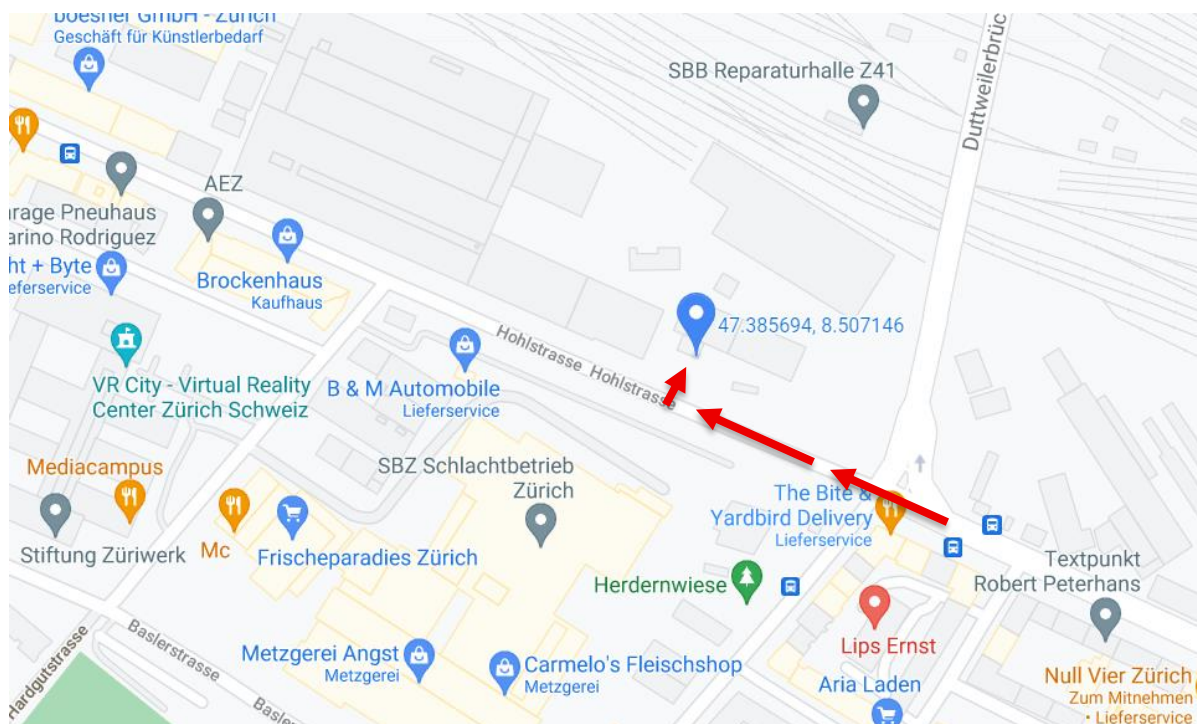 boesner GmbH - Zürich
Geschäft für Künstlerbedarf
SBB Reparaturhalle Z41
Duttweilerbrüc
AEZ
arage Pneuhaus
arino Rodriguez
ht + Byte
eferservice
Brockenhaus
Kaufhaus
47.385694, 8.507146
Hohlstrasse Hohlstrasse
VR City - Virtual Reality
Center Zürich Schweiz
B & M Automobile
Lieferservice
Mediacampus
SBZ Schlachtbetrieb
Zürich
The Bite &
Yardbird Delivery
Lieferservice
Stiftung Züriwerk
Mc
Frischeparadies Zürich
Textpunkt
Robert Peterhans
Herdernwiese
Lips Ernst
Baslerstrasse
Hardgutstrasse
Metzgerei Angst
Metzgerei
Carmelo's Fleischshop
Metzgerei
Aria Laden
Null Vier Zürich
Zum Mitnehmen
• Lieferservice